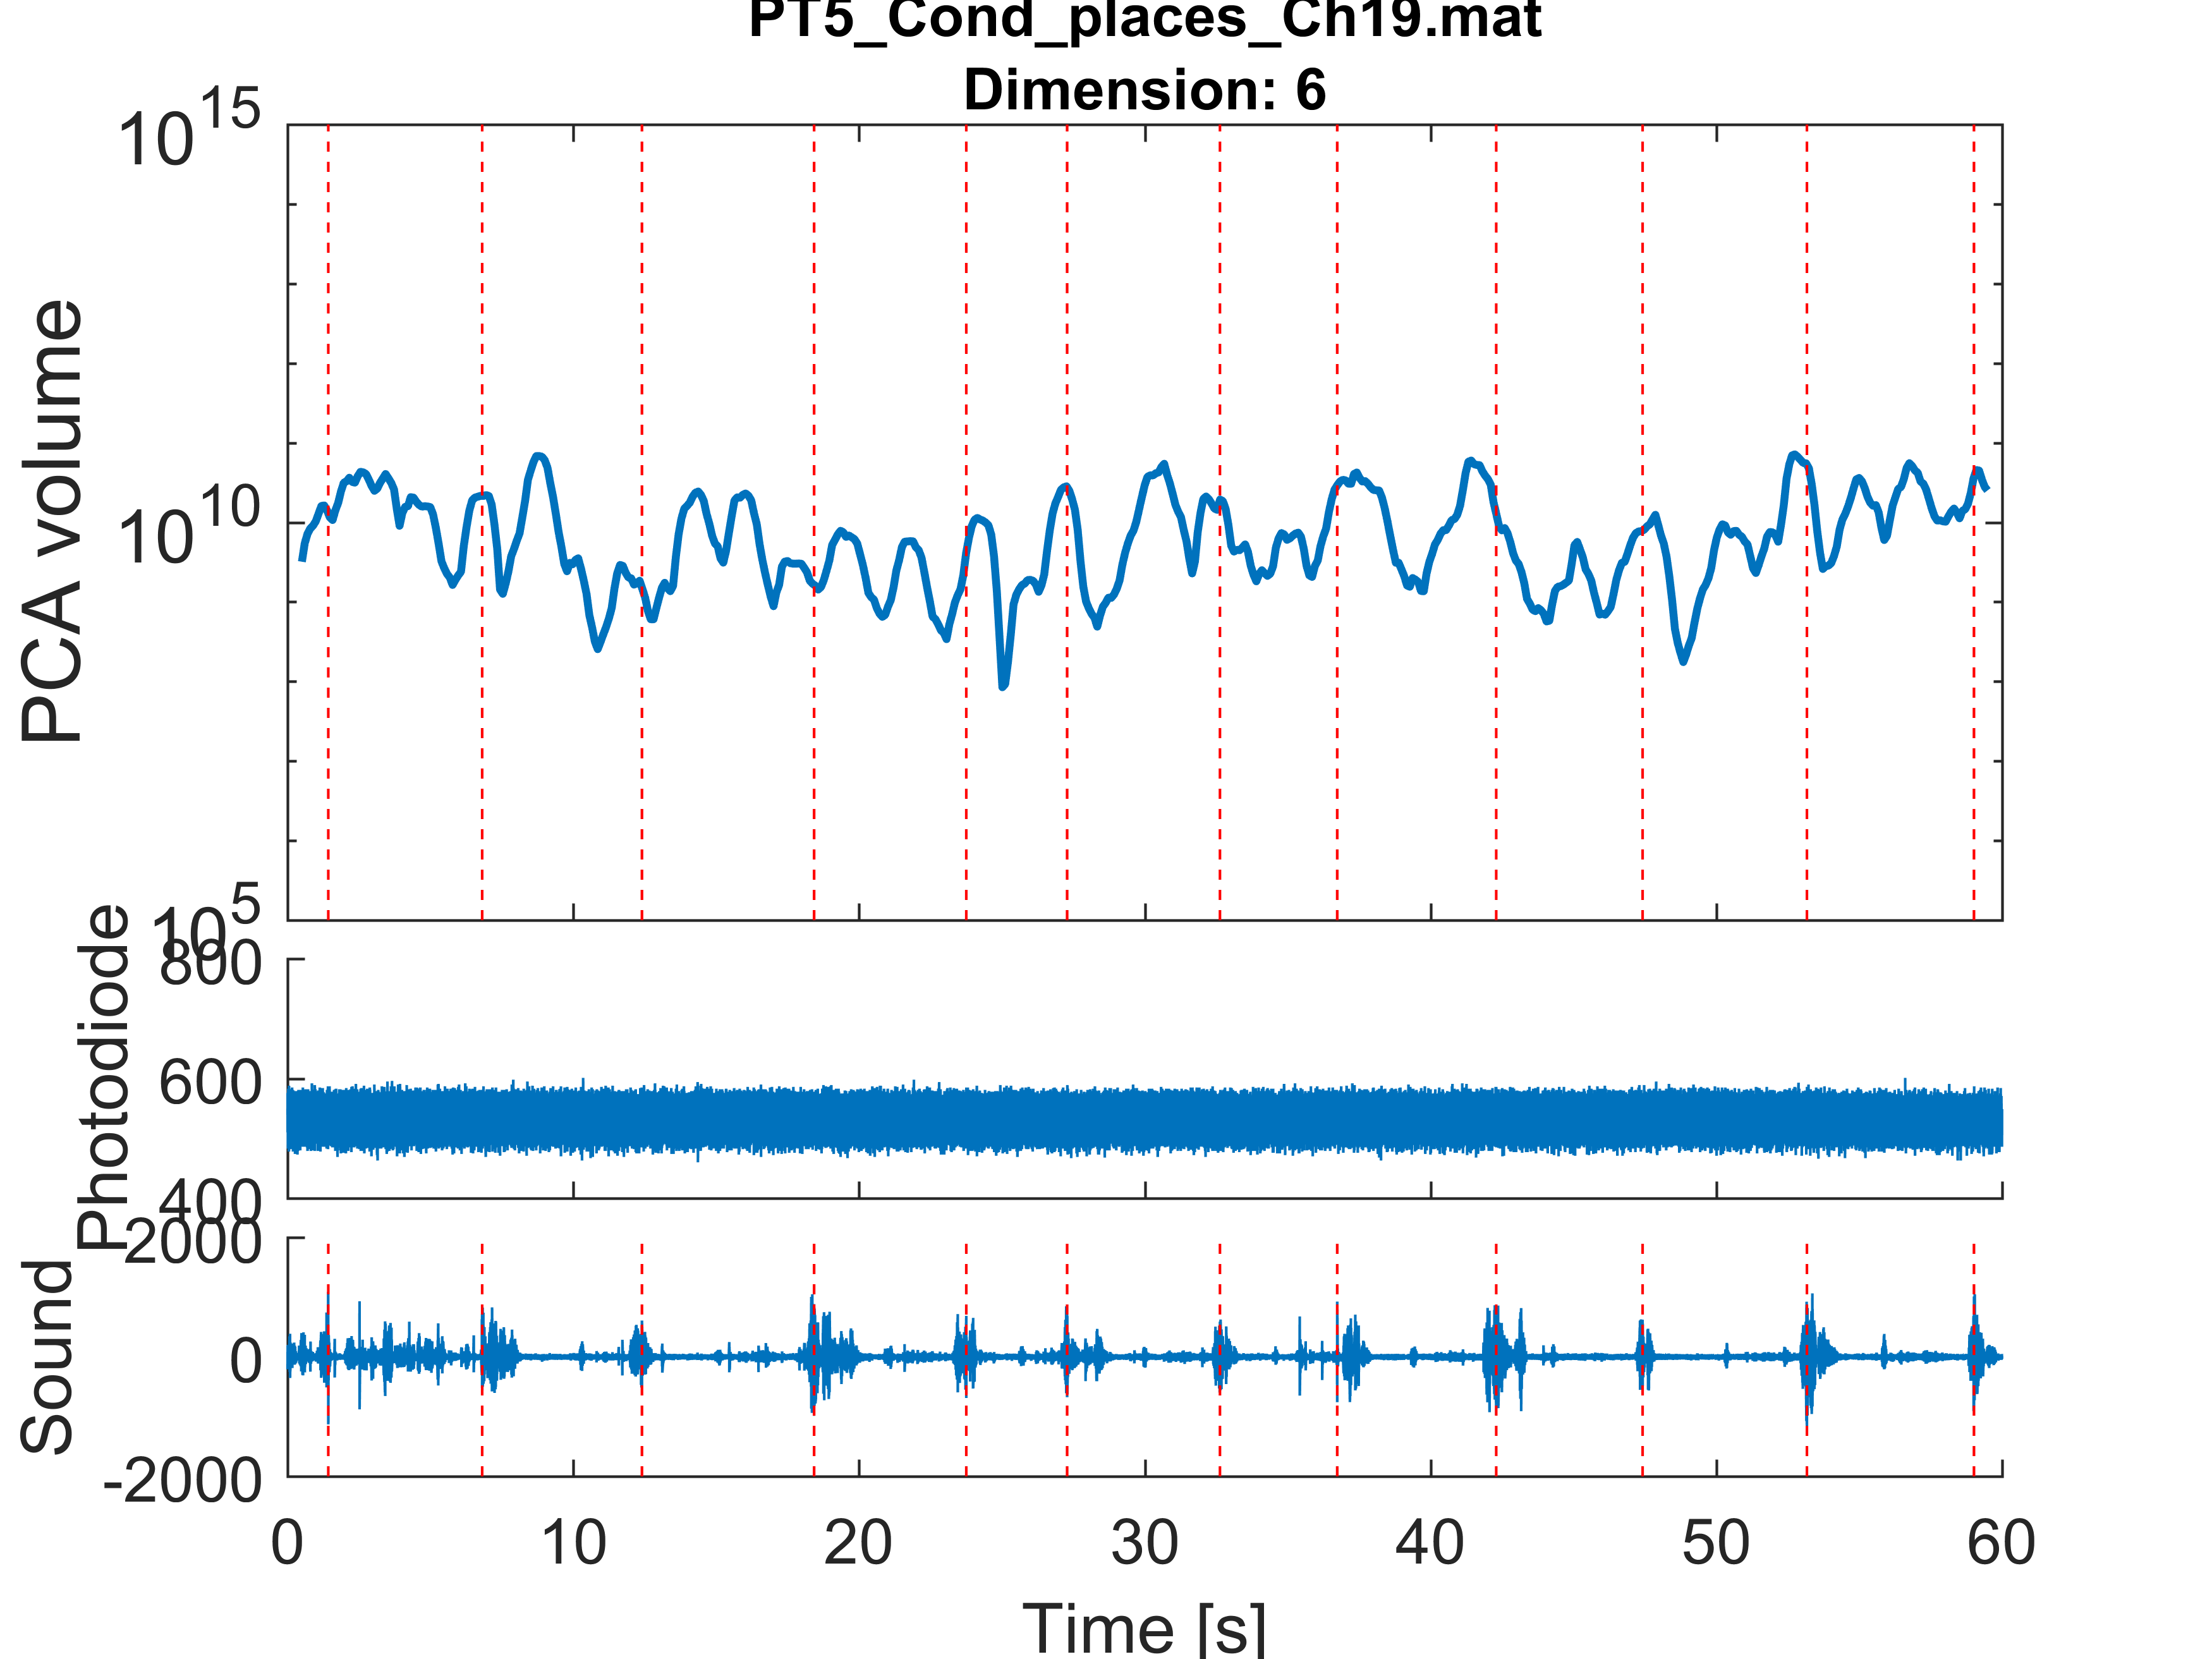 PT5_Cond_places_Ch19.mat
Dimension: 6
10^15
10^10
10^5
PCA volume
800
600
400
Photodiode
2000
0
-2000
Sound
0 10 20 30 40 50 60
Time [s]